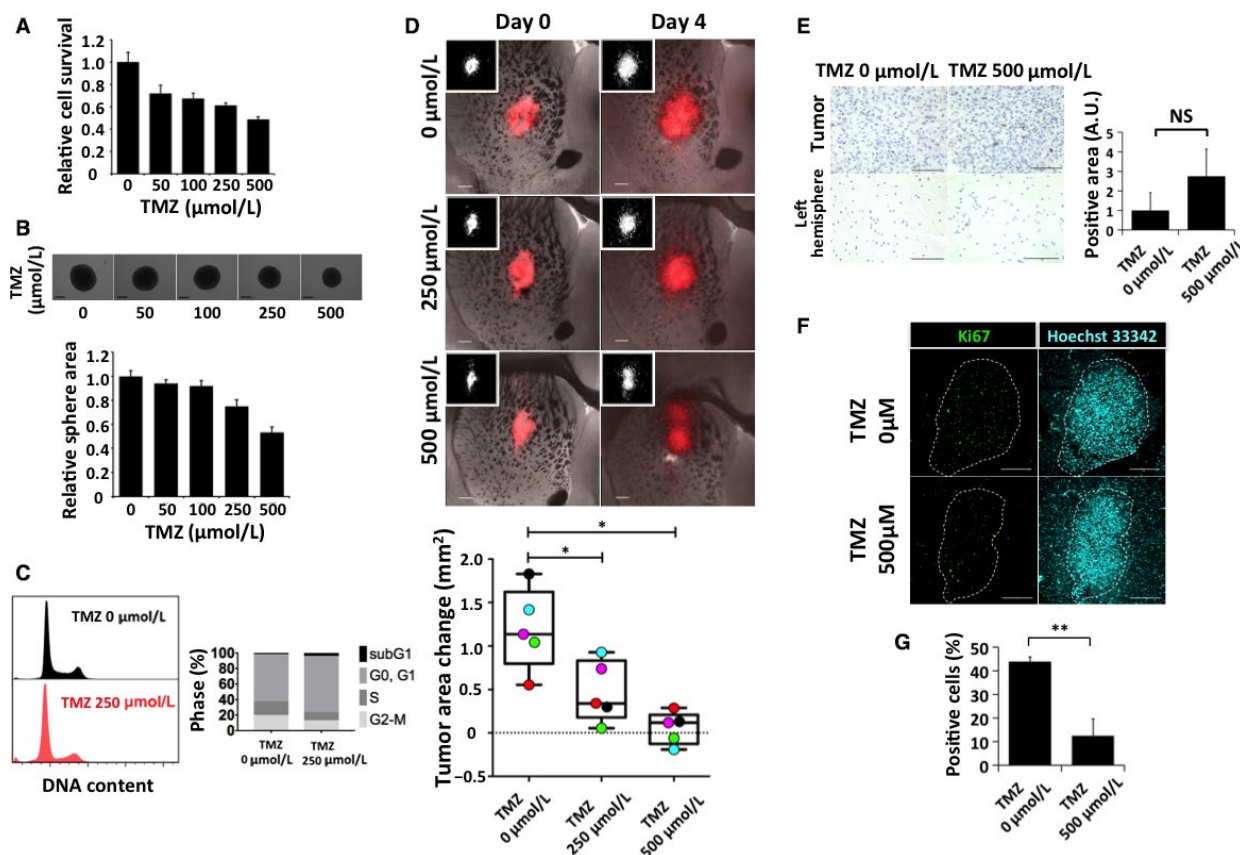 A
Relative cell survival
1.2
1.0
0.8
0.6
0.4
0.2
0
0 50 100 250 500
TMZ (μmol/L)
B
TMZ
(μmol/L)
0 50 100 250 500
Relative sphere area
1.2
1.0
0.8
0.6
0.4
0.2
0
0 50 100 250 500
TMZ (μmol/L)
C
TMZ 0 μmol/L
TMZ 250 μmol/L
DNA content
Phase (%)
100
80
60
40
20
0
TMZ
0 μmol/L
TMZ
250 μmol/L
subG1
G0, G1
S
G2-M
D
Day 0 Day 4
0 μmol/L
250 μmol/L
500 μmol/L
Tumor area change (mm²)
2.0
1.5
1.0
0.5
0
−0.5
*
*
TMZ
0 μmol/L
TMZ
250 μmol/L
TMZ
500 μmol/L
E
TMZ 0 μmol/L TMZ 500 μmol/L
Tumor
Left
hemisphere
Positive area (A.U.)
5
4
3
2
1
0
NS
TMZ
0 μmol/L
TMZ
500 μmol/L
F
Ki67 Hoechst 33342
TMZ
0μM
TMZ
500μM
G
Positive cells (%)
50
40
30
20
10
0
**
TMZ
0 μmol/L
TMZ
500 μmol/L